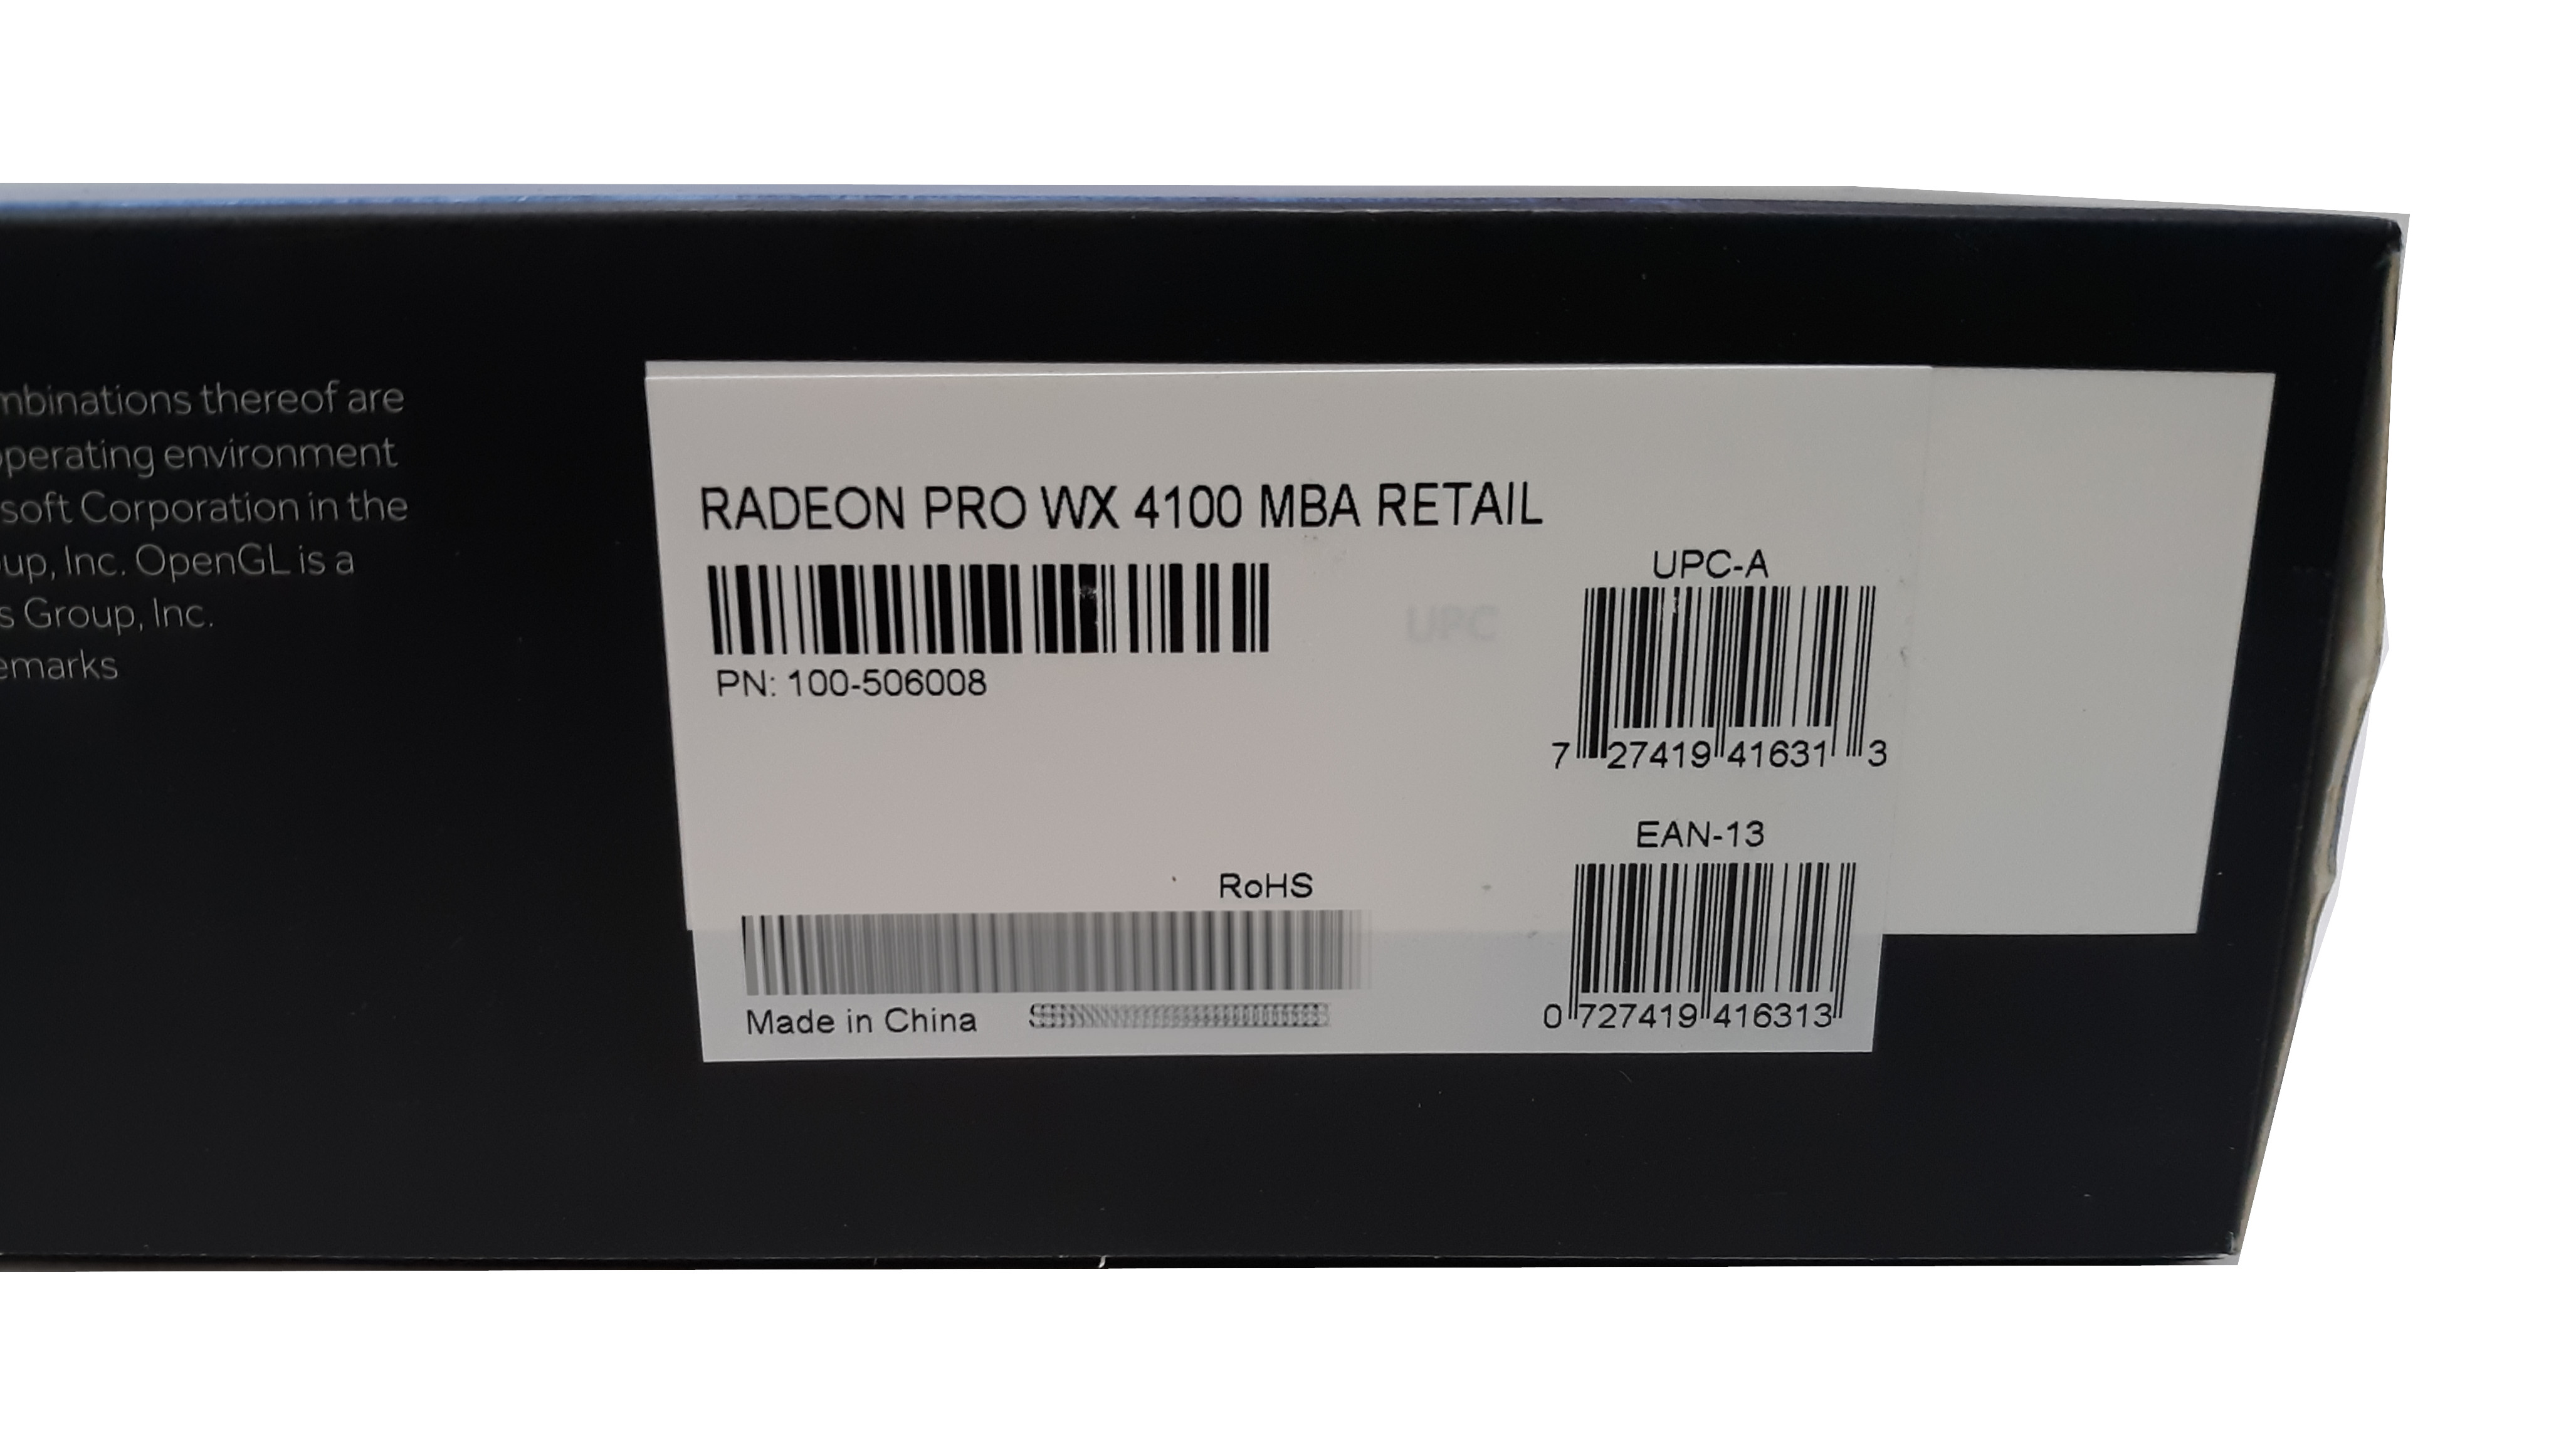 mbinations thereof are
operating environment
soft Corporation in the
up, Inc. OpenGL is a
s Group, Inc.
emarks
RADEON PRO WX 4100 MBA RETAIL
PN: 100-506008
UPC
UPC-A
7 27419 41631 3
EAN-13
0 727419 416313
RoHS
Made in China